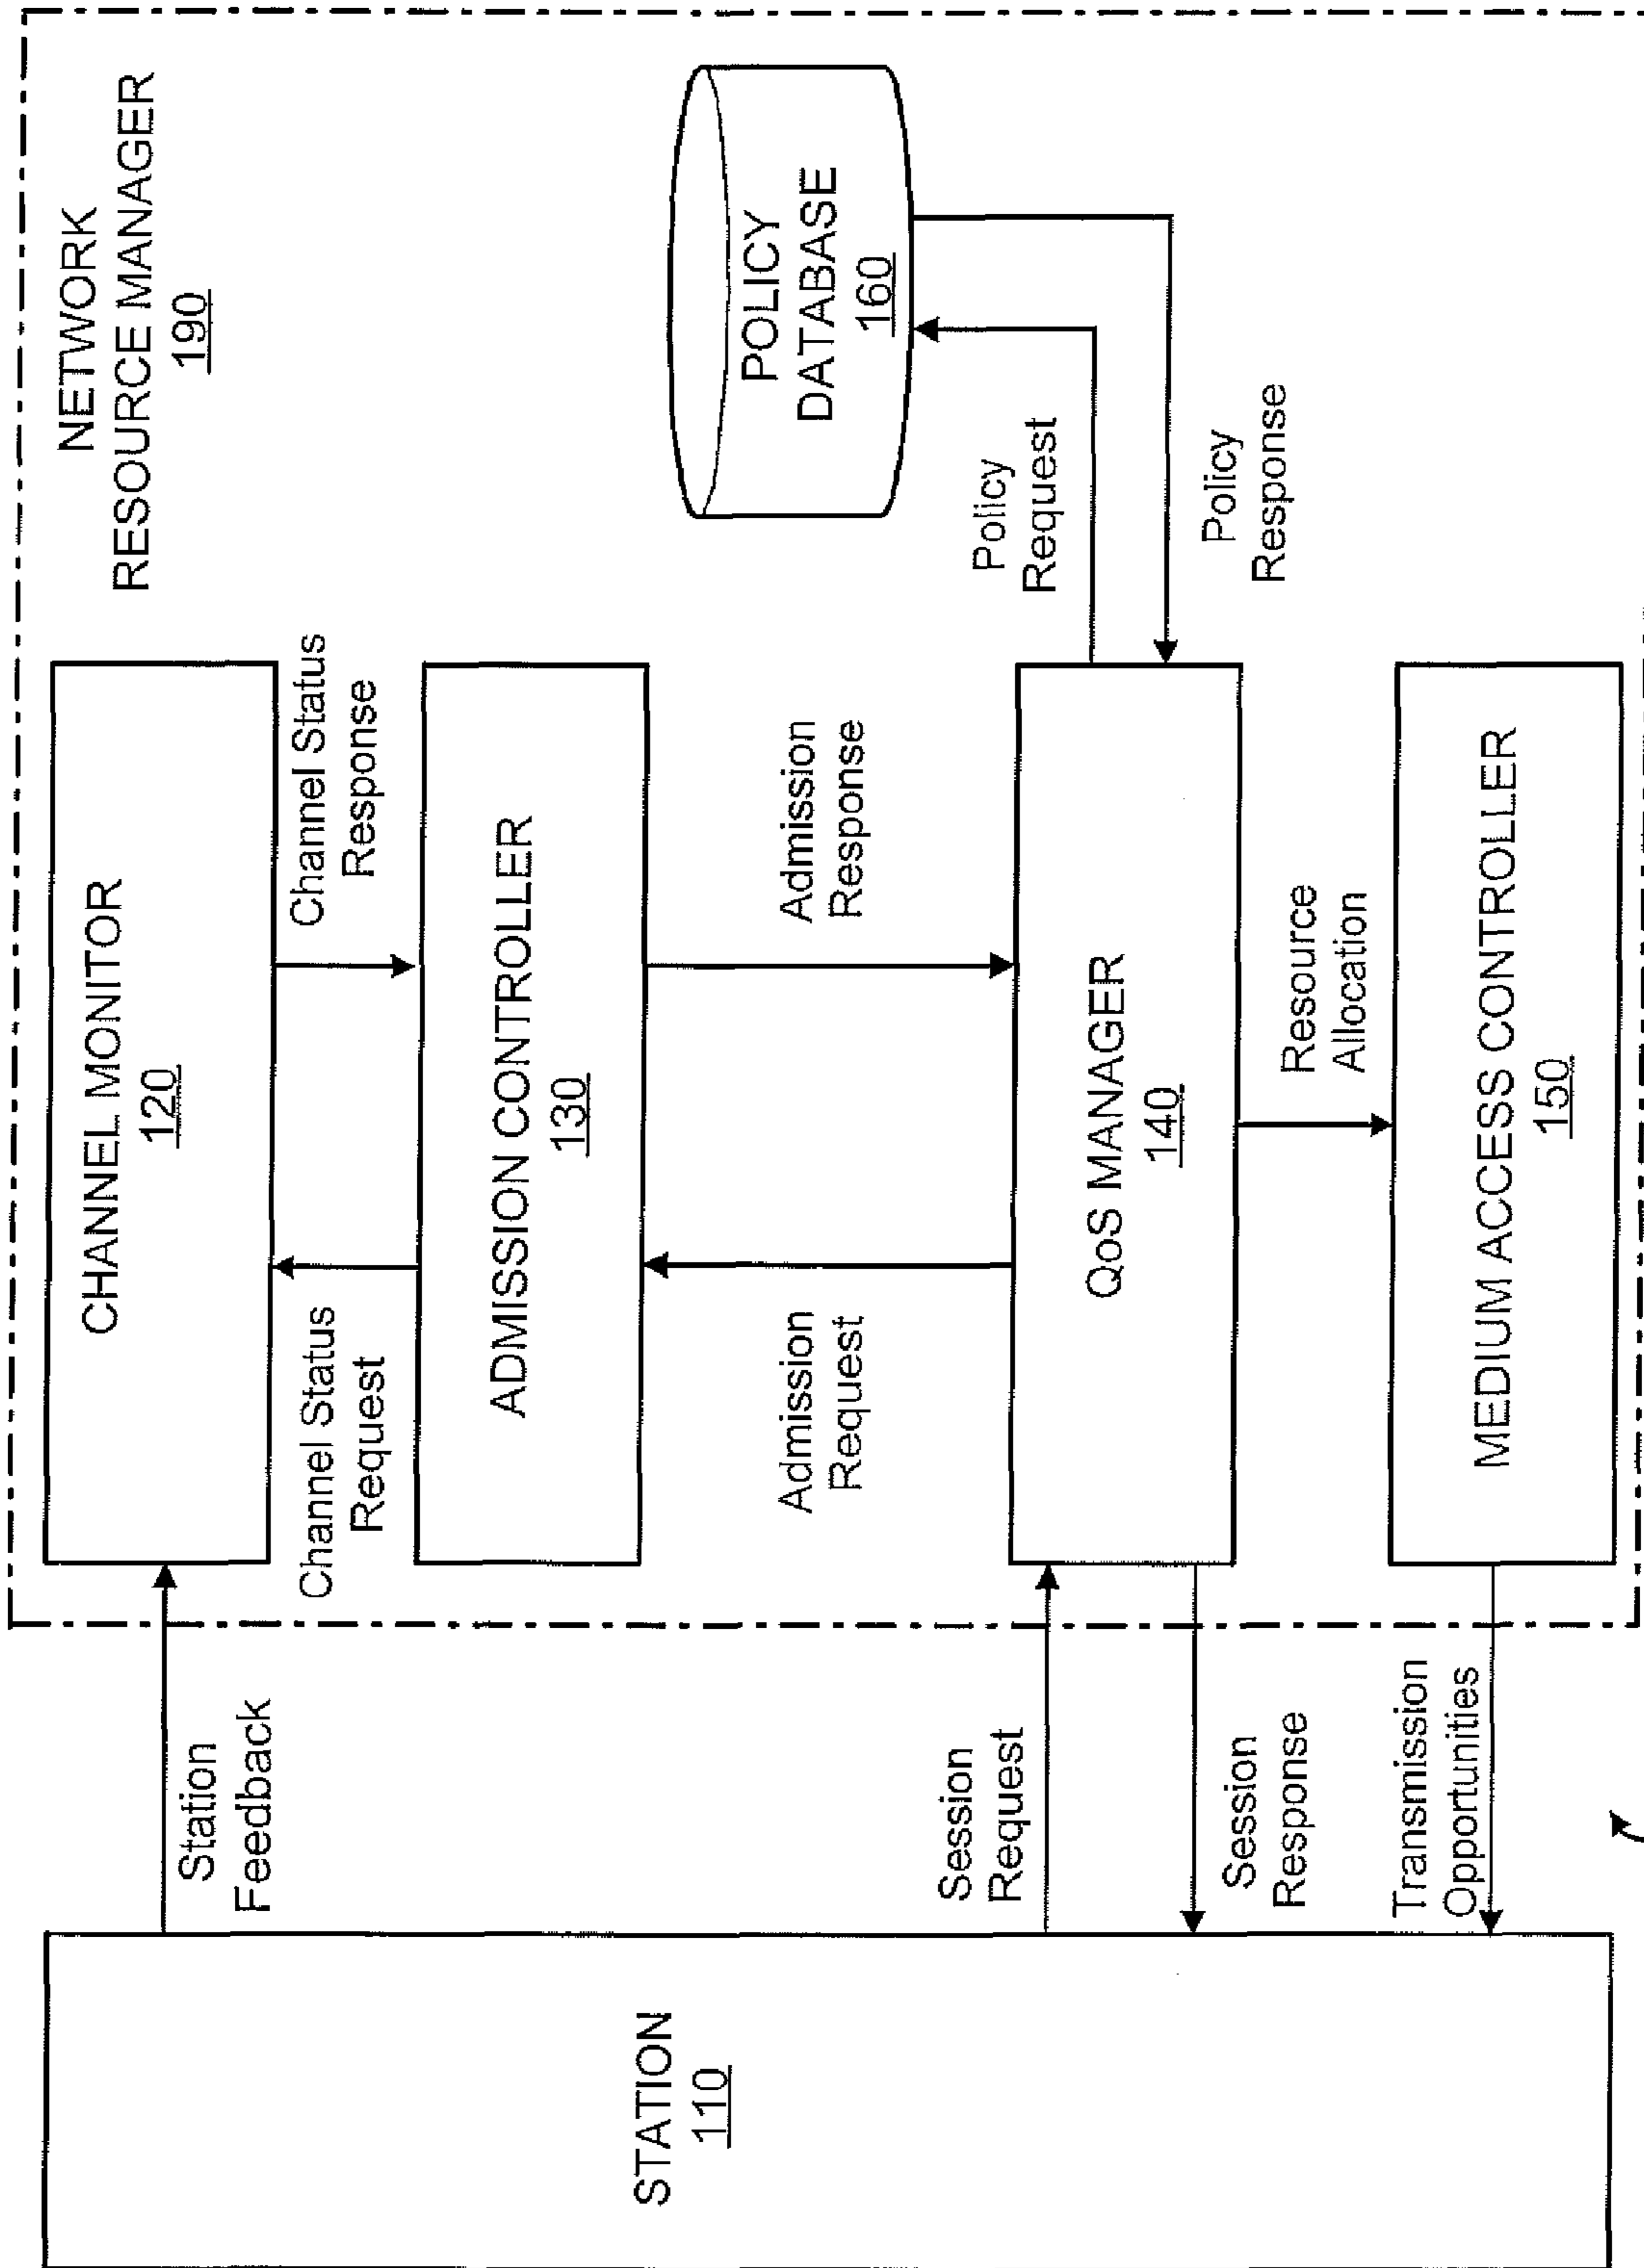 NETWORK
RESOURCE MANAGER
190
CHANNEL MONITOR
120
Station
Feedback
Channel Status
Request
Channel Status
Response
ADMISSION CONTROLLER
130
POLICY
DATABASE
160
STATION
110
Admission
Request
Admission
Response
Policy
Request
Session
Request
QoS MANAGER
140
Policy
Response
Session
Response
Resource
Allocation
Transmission
Opportunities
MEDIUM ACCESS CONTROLLER
150